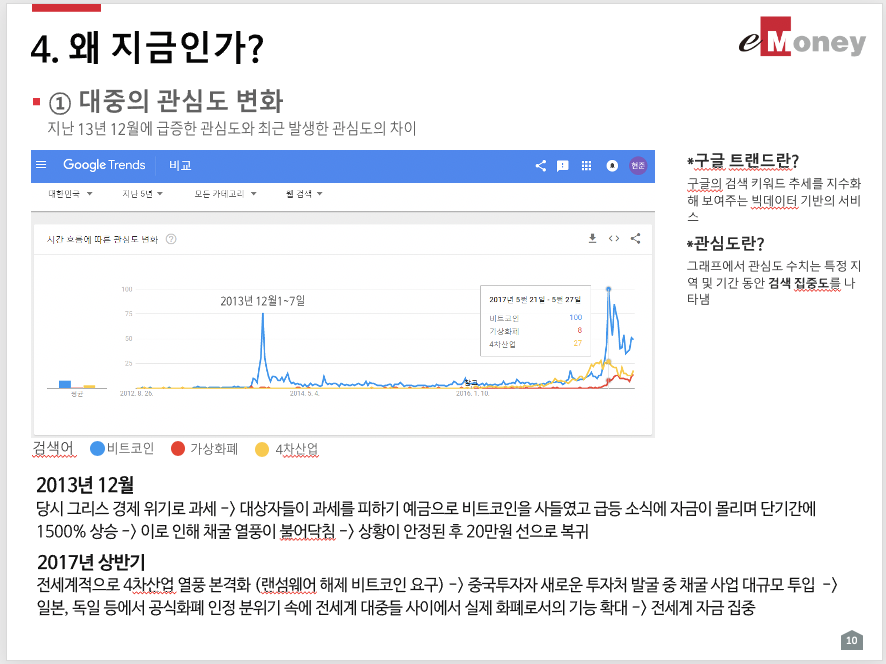 4. 왜 지금인가?
eMoney
① 대중의 관심도 변화
지난 13년 12월에 급증한 관심도와 최근 발생한 관심도의 차이
Google Trends 비교
현준
대한민국 지난 5년 모든 카테고리 웹 검색
시간 흐름에 따른 관심도 변화
100
75
50
25
2013년 12월1~7일
2017년 5월 21일 - 5월 27일
비트코인 100
가상화폐 8
4차산업 27
참고
평균
2012. 8. 26. 2014. 5. 4. 2016. 1. 10.
검색어 비트코인 가상화폐 4차산업
*구글 트랜드란?
구글의 검색 키워드 추세를 지수화
해 보여주는 빅데이터 기반의 서비
스
*관심도란?
그래프에서 관심도 수치는 특정 지
역 및 기간 동안 검색 집중도를 나
타냄
2013년 12월
당시 그리스 경제 위기로 과세 -> 대상자들이 과세를 피하기 예금으로 비트코인을 사들였고 급등 소식에 자금이 몰리며 단기간에
1500% 상승 -> 이로 인해 채굴 열풍이 불어닥침 -> 상황이 안정된 후 20만원 선으로 복귀
2017년 상반기
전세계적으로 4차산업 열풍 본격화 (랜섬웨어 해제 비트코인 요구) -> 중국투자자 새로운 투자처 발굴 중 채굴 사업 대규모 투입 ->
일본, 독일 등에서 공식화폐 인정 분위기 속에 전세계 대중들 사이에서 실제 화폐로서의 기능 확대 -> 전세계 자금 집중
10